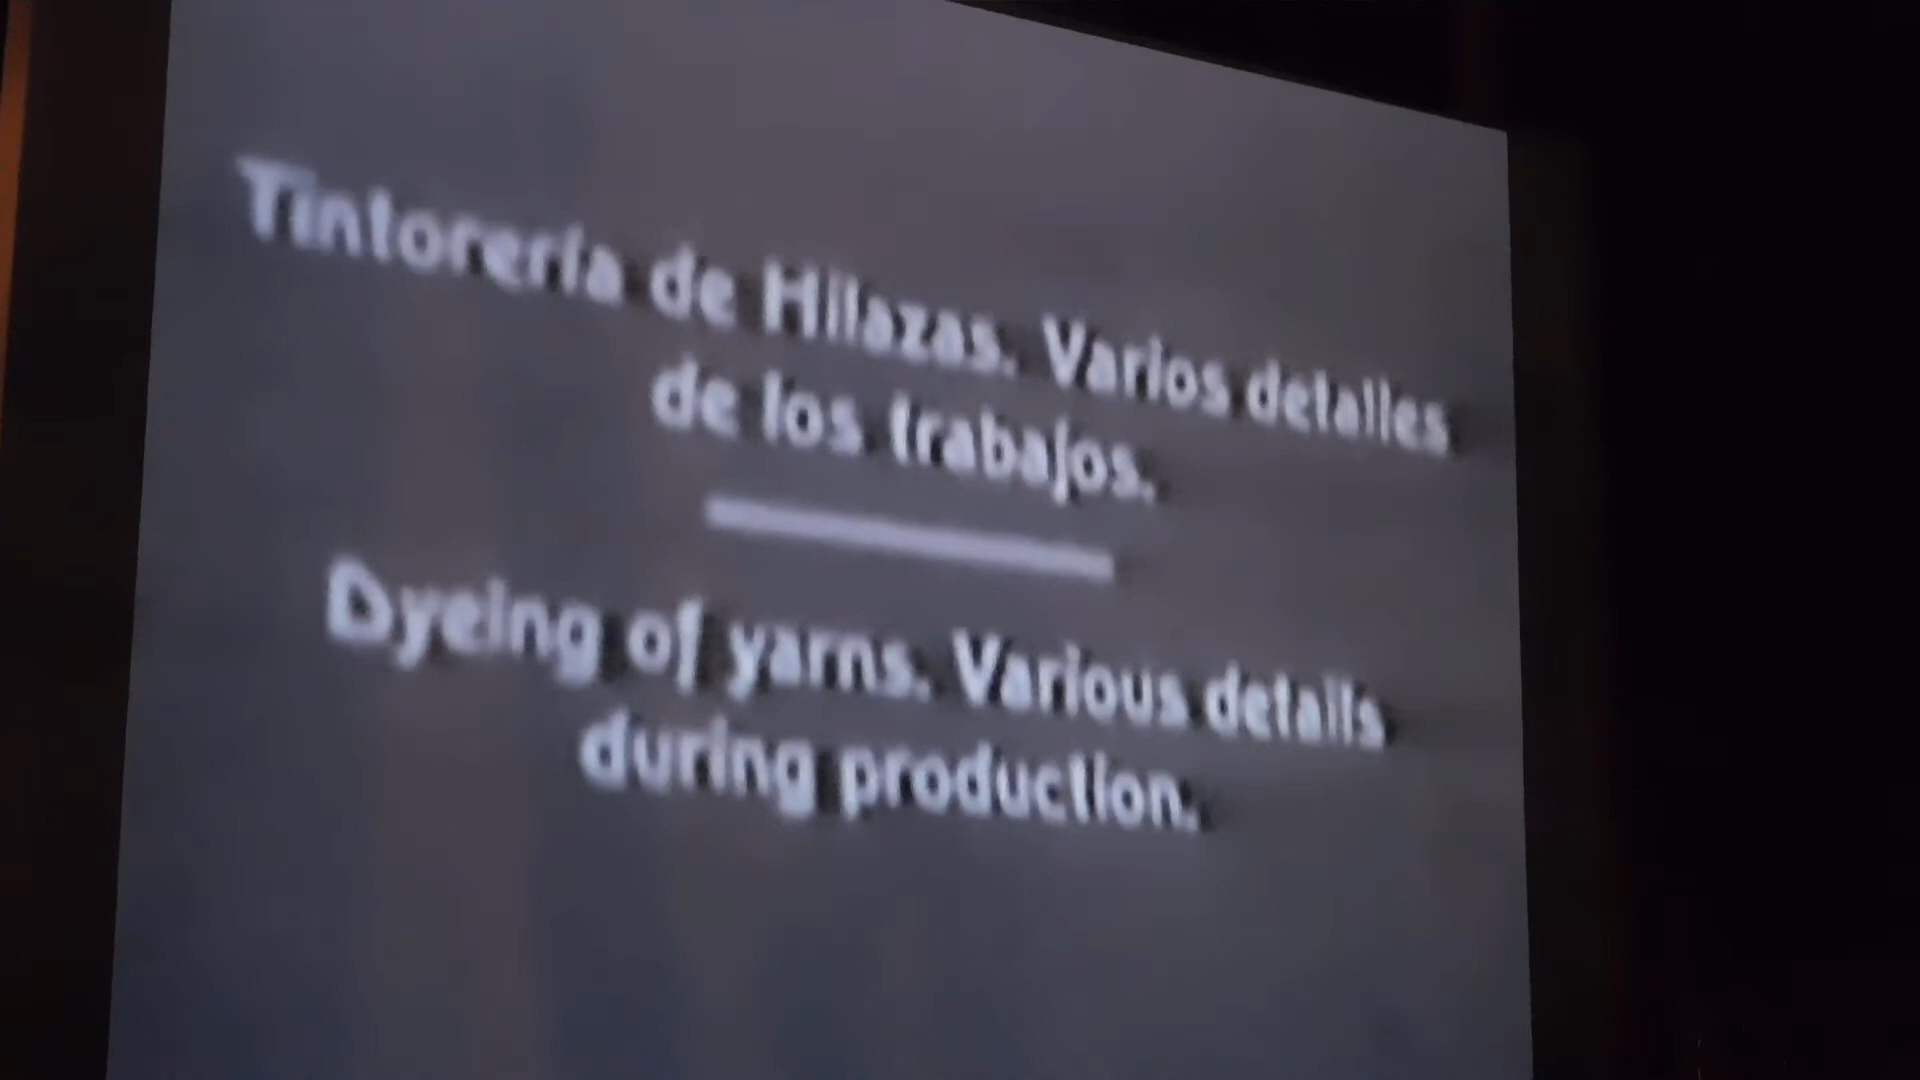 Tintorería de Hilazas. Varios detalles
de los trabajos.
Dyeing of yarns. Various details
during production.